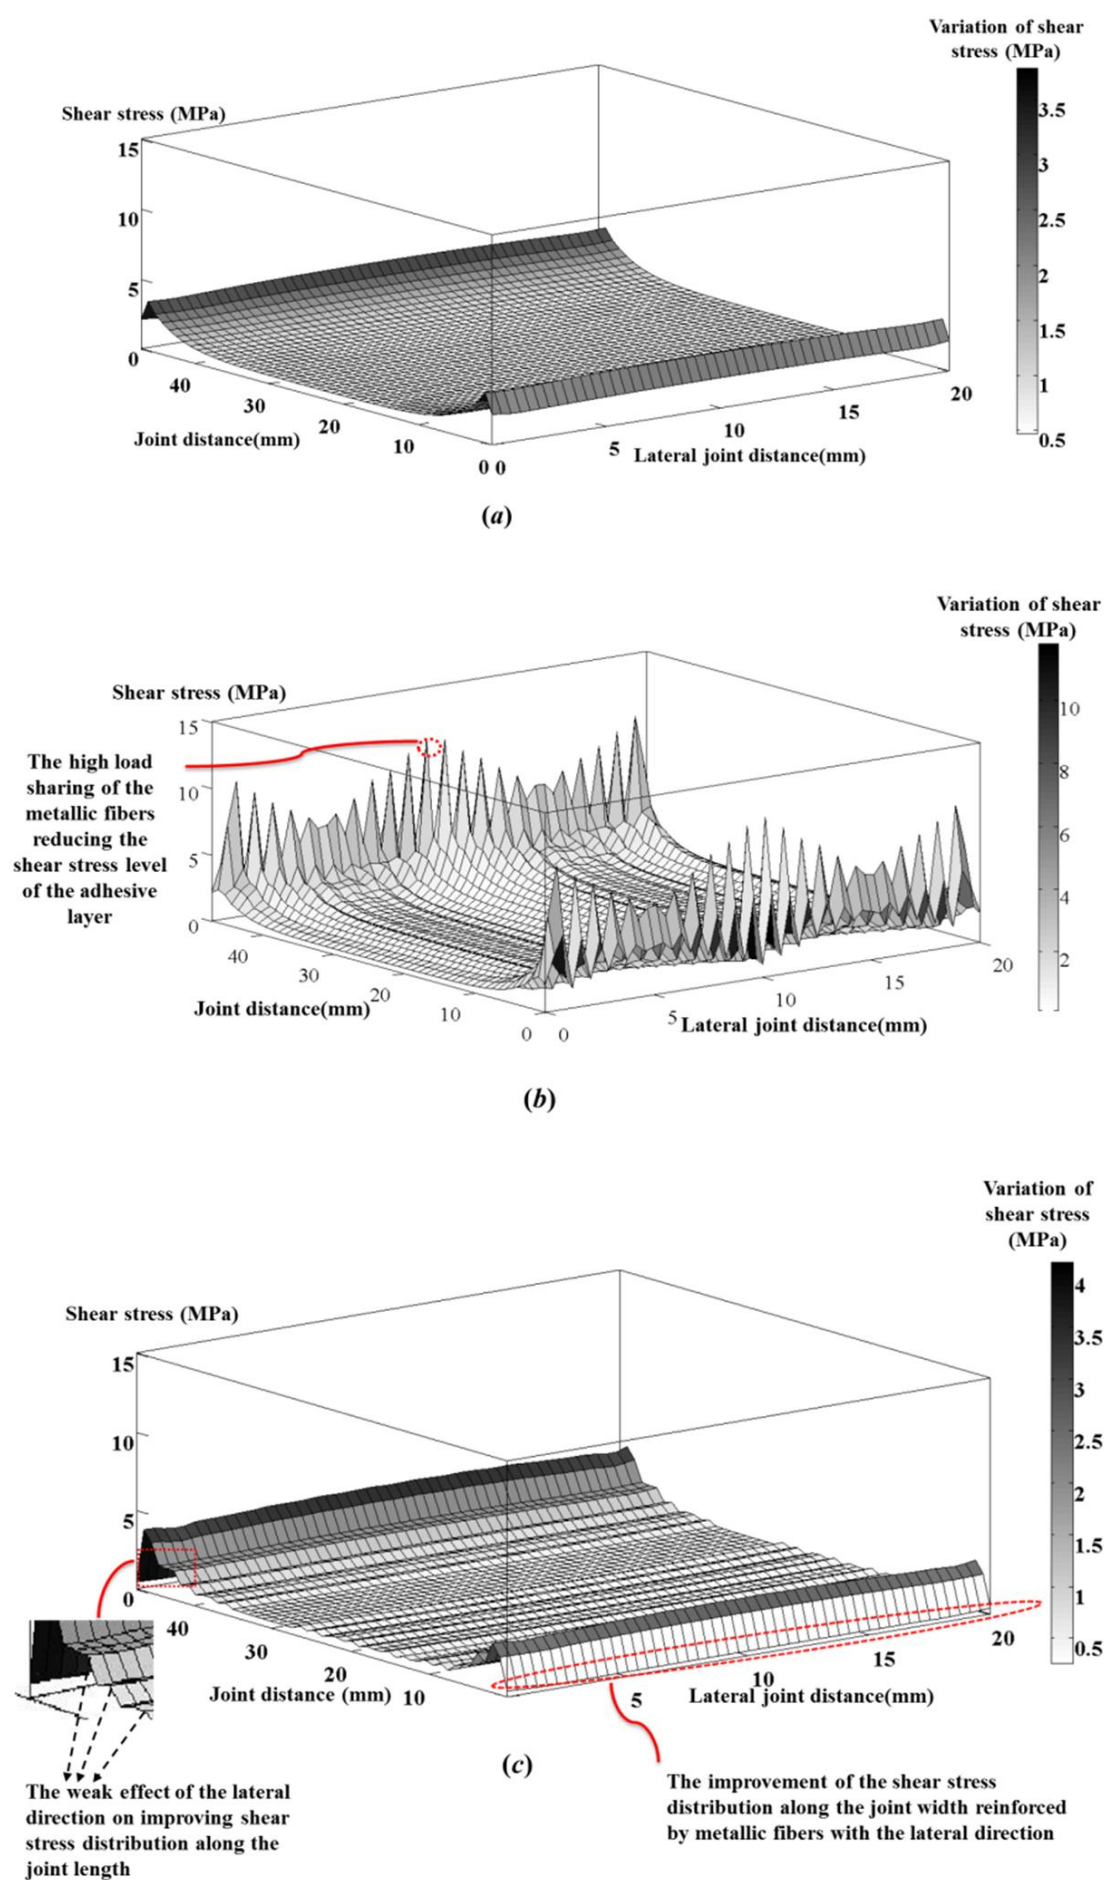 Variation of shear
stress (MPa)
Shear stress (MPa)
15
10
5
0
40
30
20
10
0 0
5
10
15
20
Joint distance(mm)
Lateral joint distance(mm)
3.5
3
2.5
2
1.5
1
0.5
(a)
Variation of shear
stress (MPa)
Shear stress (MPa)
15
10
5
0
The high load
sharing of the
metallic fibers
reducing the
shear stress level
of the adhesive
layer
40
30
20
10
0 0
5
10
15
20
Joint distance(mm)
Lateral joint distance(mm)
10
8
6
4
2
(b)
Variation of
shear stress
(MPa)
Shear stress (MPa)
15
10
5
0
40
30
20
10
5
10
15
20
Joint distance (mm)
Lateral joint distance(mm)
4
3.5
3
2.5
2
1.5
1
0.5
(c)
The weak effect of the lateral
direction on improving shear
stress distribution along the
joint length
The improvement of the shear stress
distribution along the joint width reinforced
by metallic fibers with the lateral direction